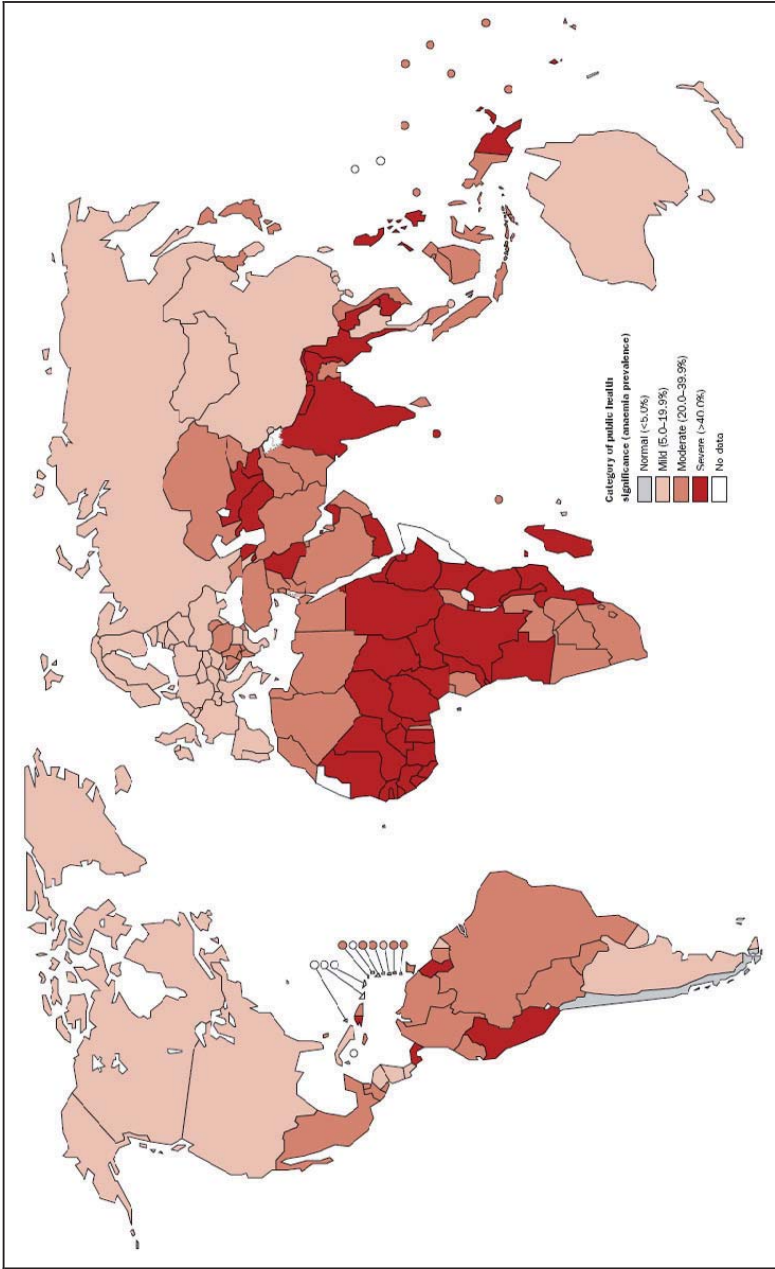 Category of public health
significance (anaemia prevalence)
Normal (<5.0%)
Mild (5.0–19.9%)
Moderate (20.0–39.9%)
Severe (>40.0%)
No data